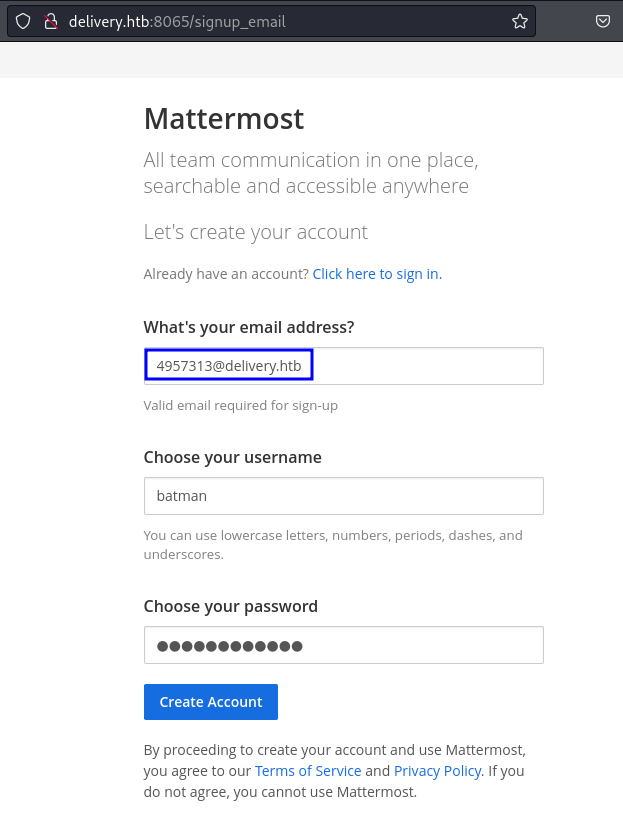 delivery.htb:8065/signup_email
Mattermost
All team communication in one place,
searchable and accessible anywhere
Let's create your account
Already have an account? Click here to sign in.
What's your email address?
4957313@delivery.htb
Valid email required for sign-up
Choose your username
batman
You can use lowercase letters, numbers, periods, dashes, and
underscores.
Choose your password
●●●●●●●●●●●●
Create Account
By proceeding to create your account and use Mattermost,
you agree to our Terms of Service and Privacy Policy. If you
do not agree, you cannot use Mattermost.